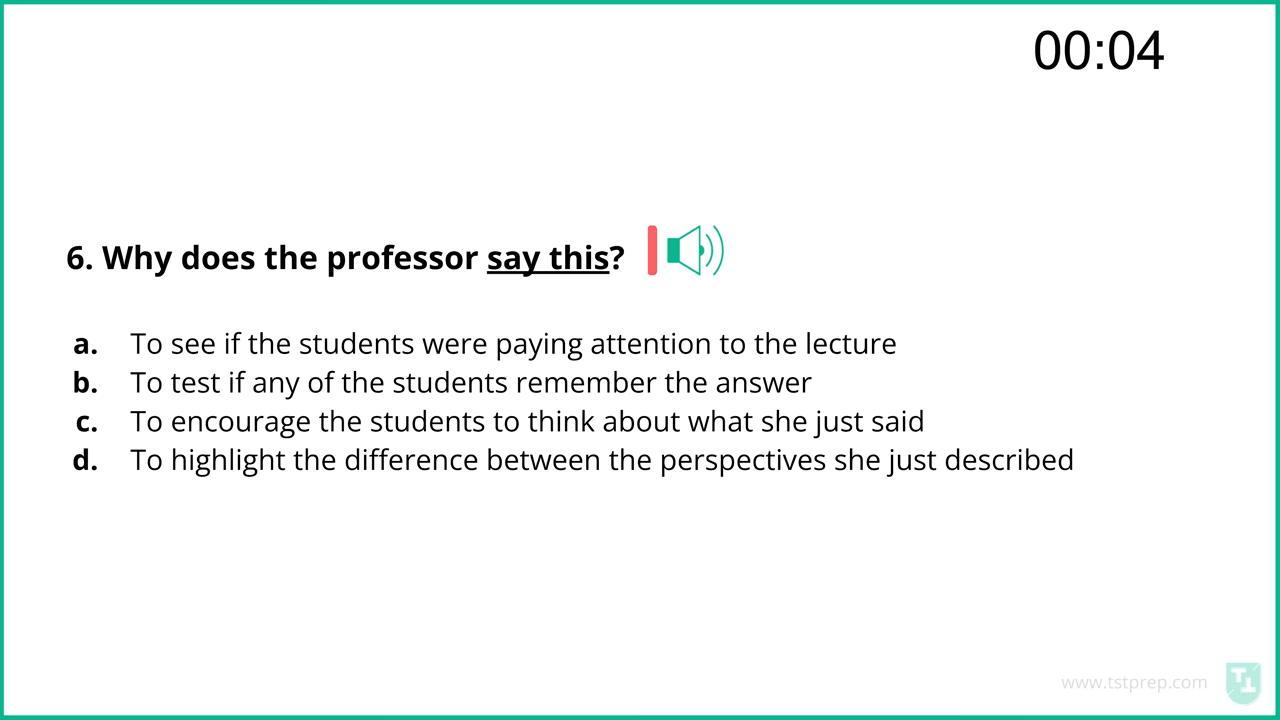 00:04
6. Why does the professor say this?
a. To see if the students were paying attention to the lecture
b. To test if any of the students remember the answer
c. To encourage the students to think about what she just said
d. To highlight the difference between the perspectives she just described
www.tstprep.com